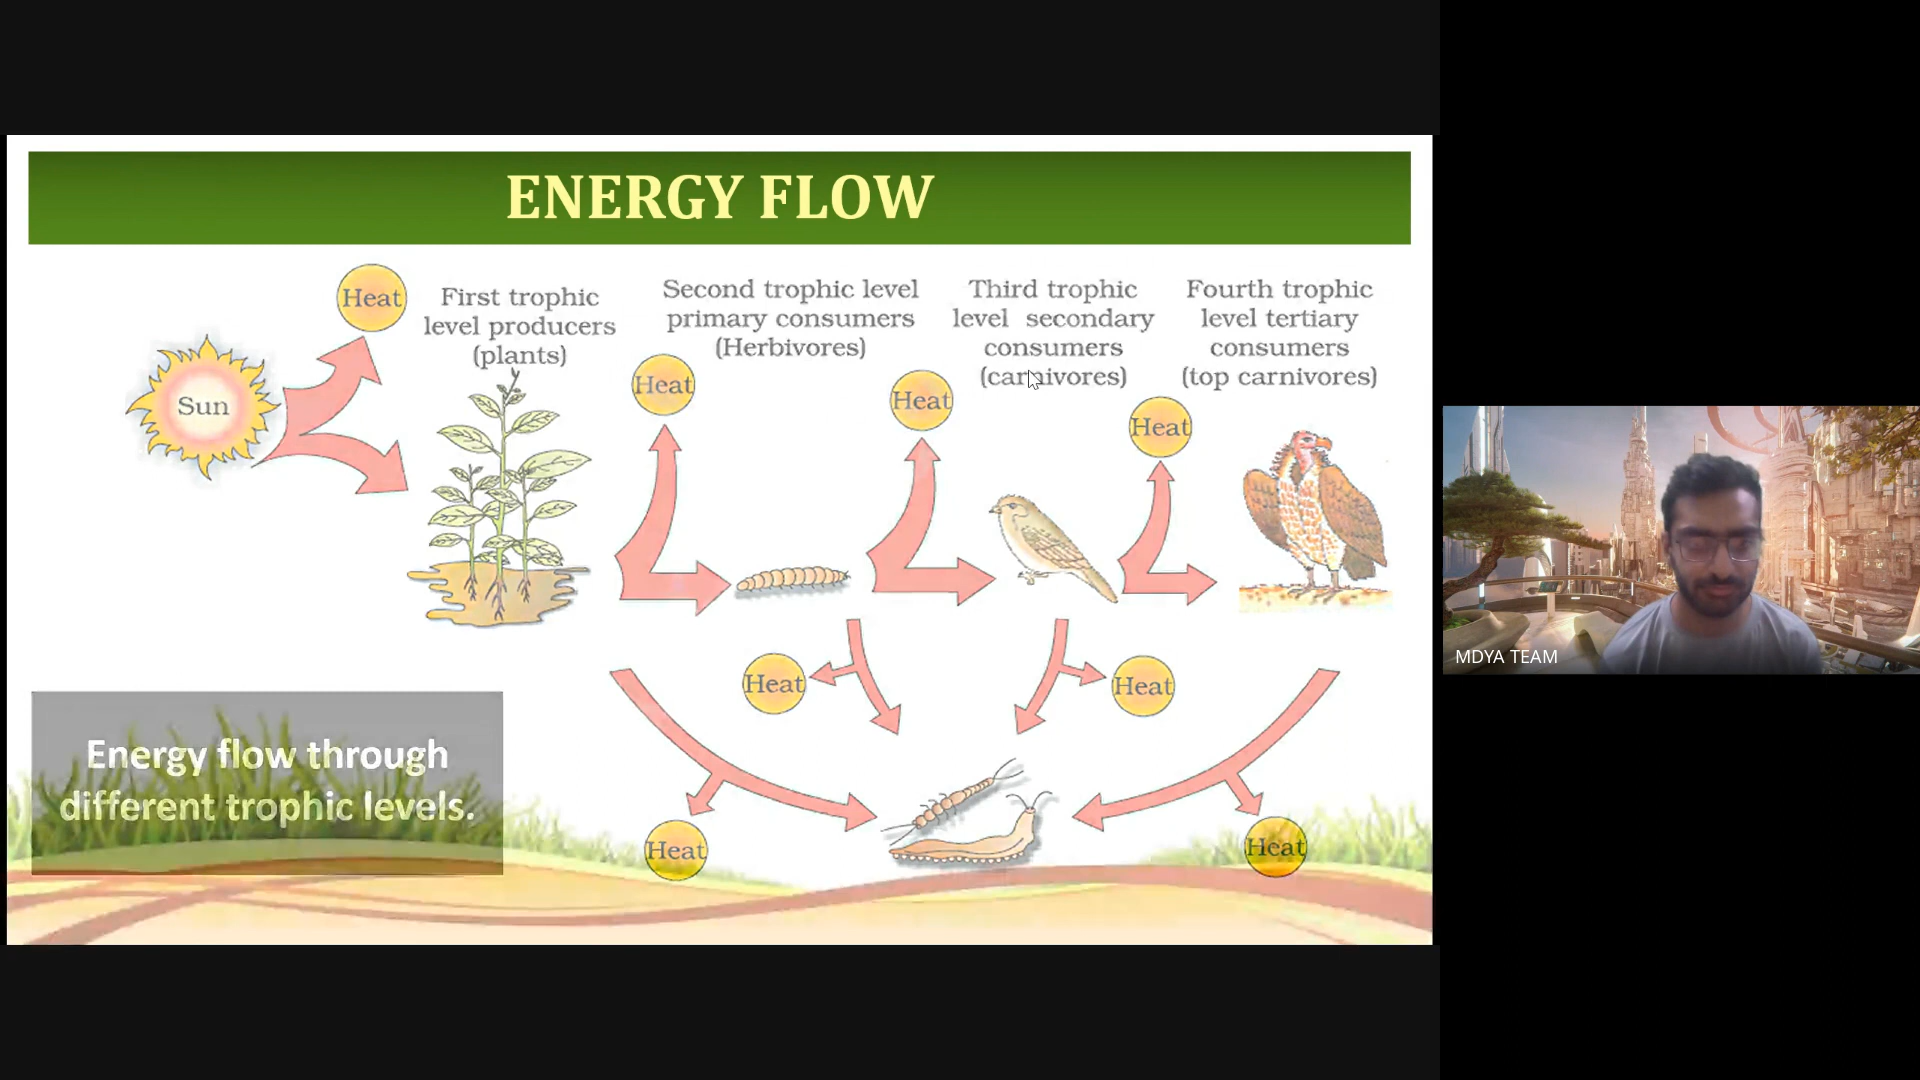 ENERGY FLOW
Heat
First trophic
level producers
(plants)
Second trophic level
primary consumers
(Herbivores)
Third trophic
level secondary
consumers
(carnivores)
Fourth trophic
level tertiary
consumers
(top carnivores)
Sun
Heat
Heat
Heat
Heat
Heat
Heat
Heat
Energy flow through
different trophic levels.
MDYA TEAM